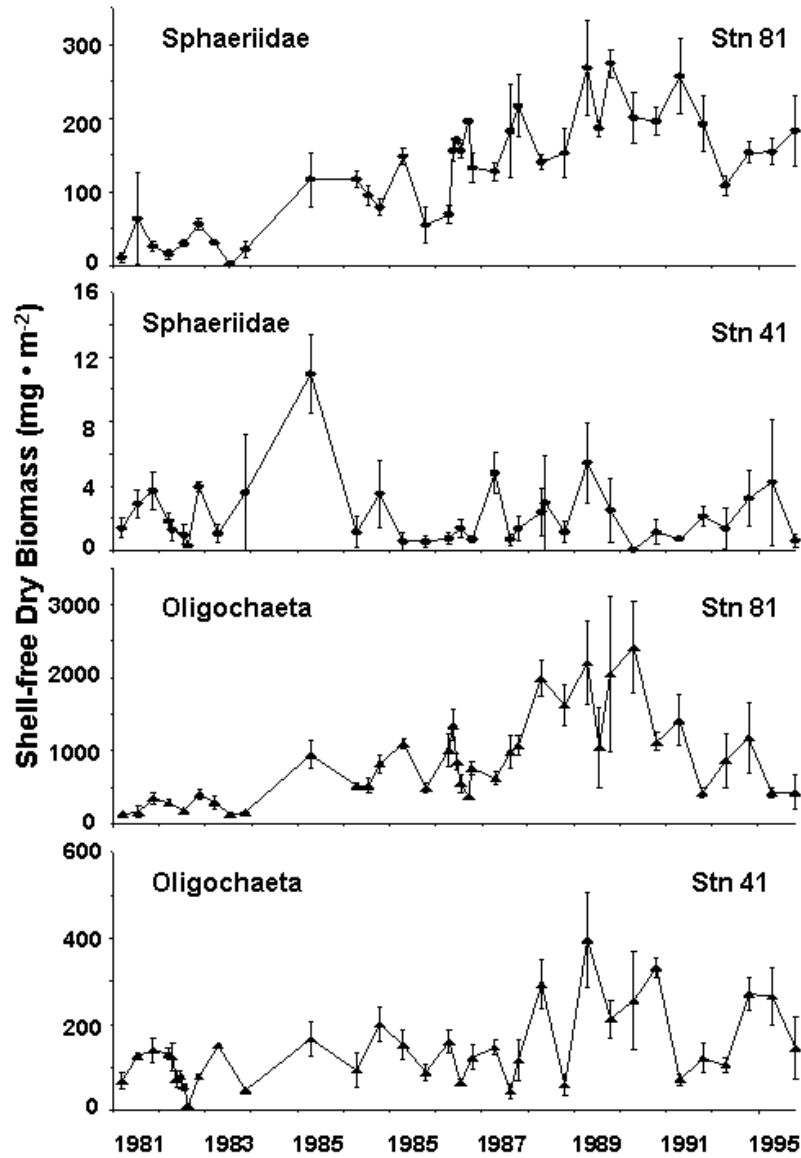 Shell-free Dry Biomass (mg • m-2)
Sphaeriidae
Stn 81
300
200
100
0
Sphaeriidae
Stn 41
16
12
8
4
0
Oligochaeta
Stn 81
3000
2000
1000
0
Oligochaeta
Stn 41
600
400
200
0
1981 1983 1985 1985 1987 1989 1991 1995